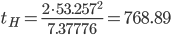 t_H = \frac{2 \cdot 53.257^2}{7.37776} = 768.89